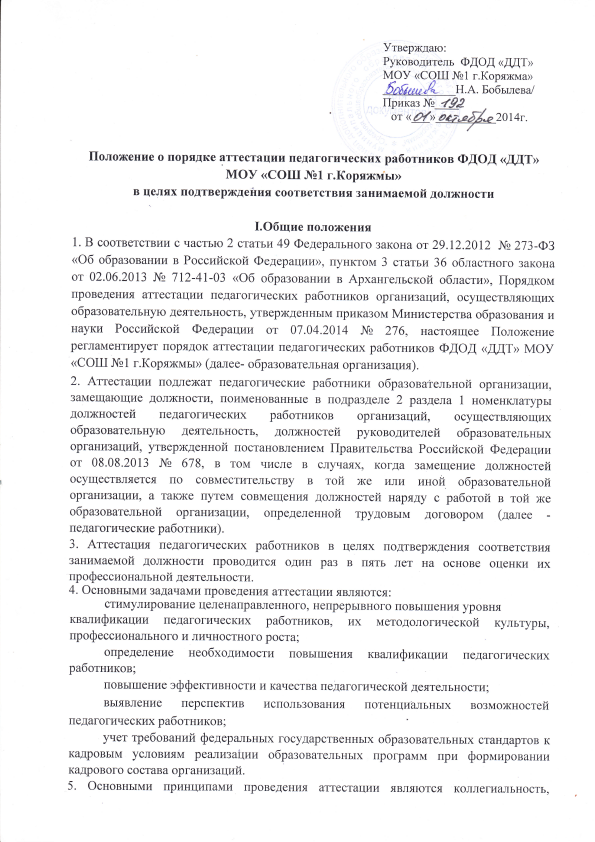 Утверждаю:
Руководитель ФДОД «ДДТ»
МОУ «СОШ №1 г.Коряжма»
Бобылева Н.А. Бобылева/
Приказ № 192
от «01» октября 2014г.
Положение о порядке аттестации педагогических работников ФДОД «ДДТ»
МОУ «СОШ №1 г.Коряжмы»
в целях подтверждения соответствия занимаемой должности
I.Общие положения
1. В соответствии с частью 2 статьи 49 Федерального закона от 29.12.2012 № 273-ФЗ
«Об образовании в Российской Федерации», пунктом 3 статьи 36 областного закона
от 02.06.2013 № 712-41-03 «Об образовании в Архангельской области», Порядком
проведения аттестации педагогических работников организаций, осуществляющих
образовательную деятельность, утвержденным приказом Министерства образования и
науки Российской Федерации от 07.04.2014 № 276, настоящее Положение
регламентирует порядок аттестации педагогических работников ФДОД «ДДТ» МОУ
«СОШ №1 г.Коряжмы» (далее- образовательная организация).
2. Аттестации подлежат педагогические работники образовательной организации,
замещающие должности, поименованные в подразделе 2 раздела 1 номенклатуры
должностей педагогических работников организаций, осуществляющих
образовательную деятельность, должностей руководителей образовательных
организаций, утвержденной постановлением Правительства Российской Федерации
от 08.08.2013 № 678, в том числе в случаях, когда замещение должностей
осуществляется по совместительству в той же или иной образовательной
организации, а также путем совмещения должностей наряду с работой в той же
образовательной организации, определенной трудовым договором (далее -
педагогические работники).
3. Аттестация педагогических работников в целях подтверждения соответствия
занимаемой должности проводится один раз в пять лет на основе оценки их
профессиональной деятельности.
4. Основными задачами проведения аттестации являются:
стимулирование целенаправленного, непрерывного повышения уровня
квалификации педагогических работников, их методологической культуры,
профессионального и личностного роста;
определение необходимости повышения квалификации педагогических
работников;
повышение эффективности и качества педагогической деятельности;
выявление перспектив использования потенциальных возможностей
педагогических работников;
учет требований федеральных государственных образовательных стандартов к
кадровым условиям реализации образовательных программ при формировании
кадрового состава организаций.
5. Основными принципами проведения аттестации являются коллегиальность,